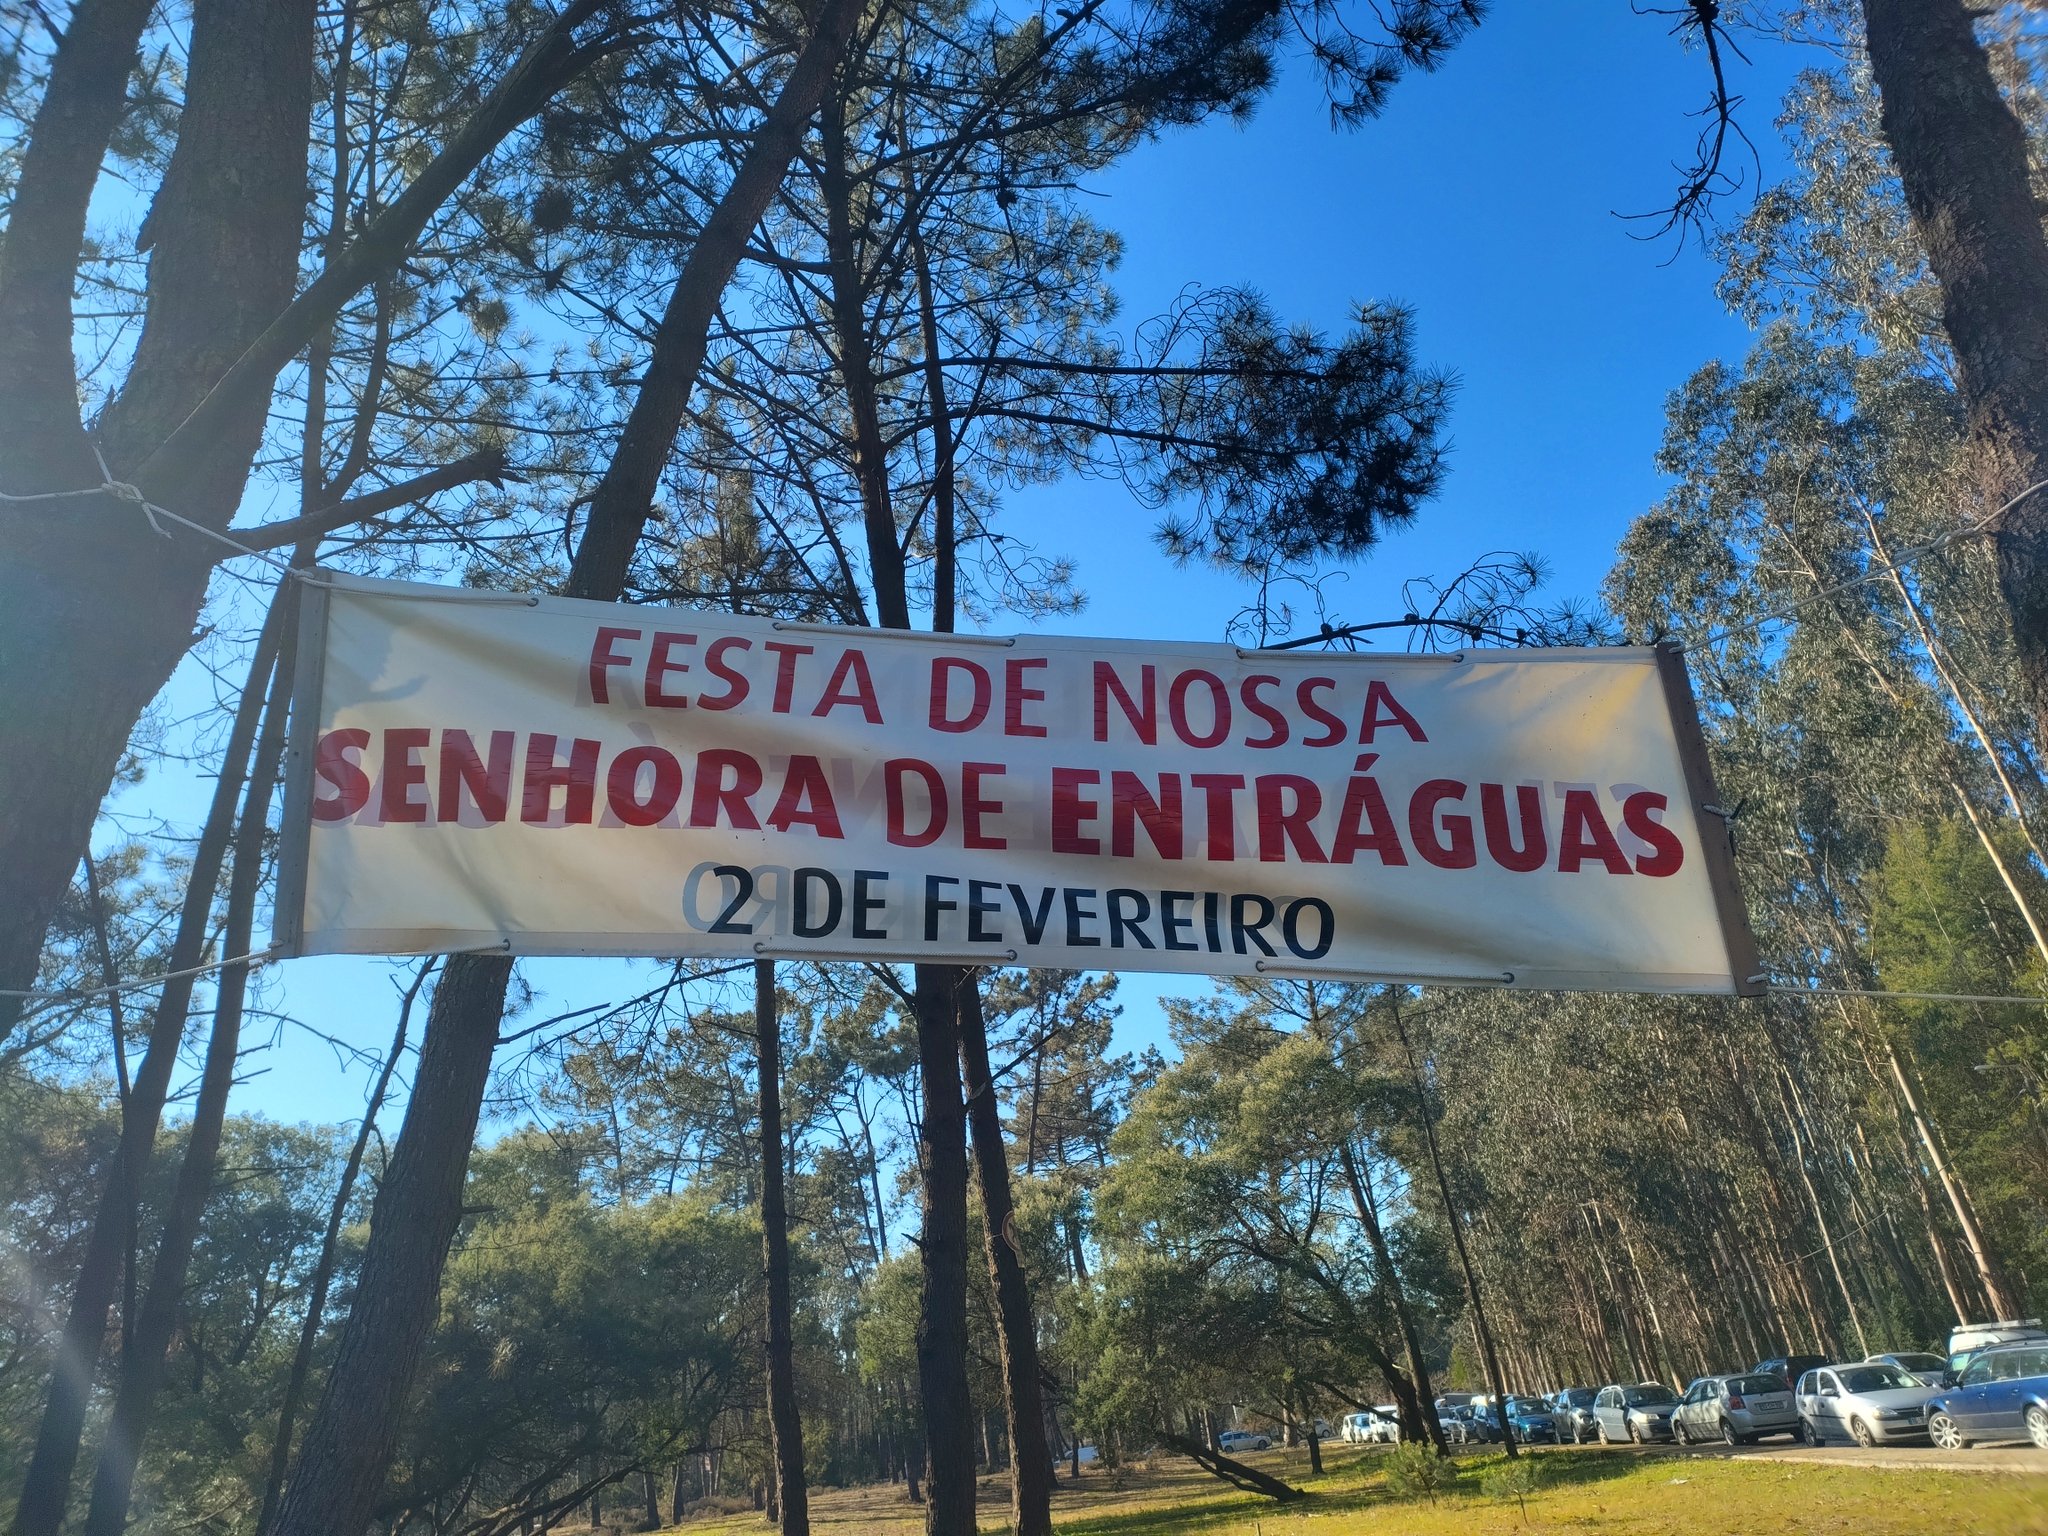 FESTA DE NOSSA
SENHORA DE ENTRÁGUAS
2 DE FEVEREIRO